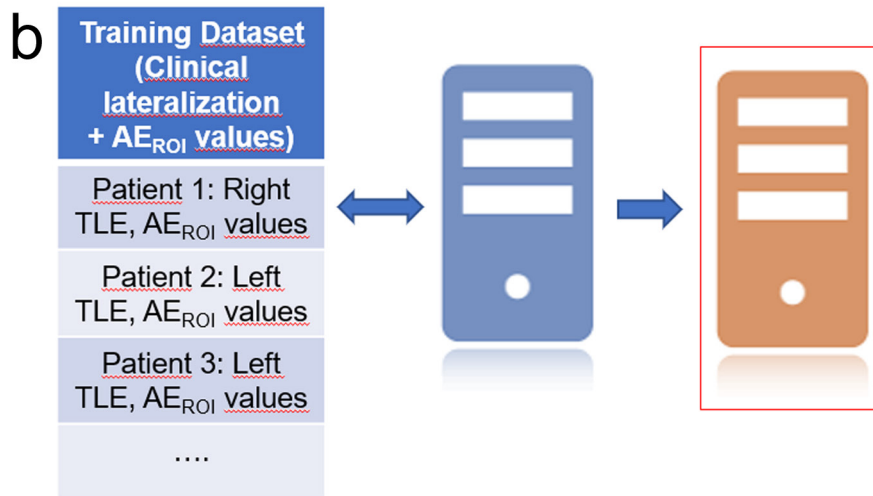 b
Training Dataset
(Clinical
lateralization
+ AEROI values)
Patient 1: Right
TLE, AEROI values
Patient 2: Left
TLE, AEROI values
Patient 3: Left
TLE, AEROI values
....